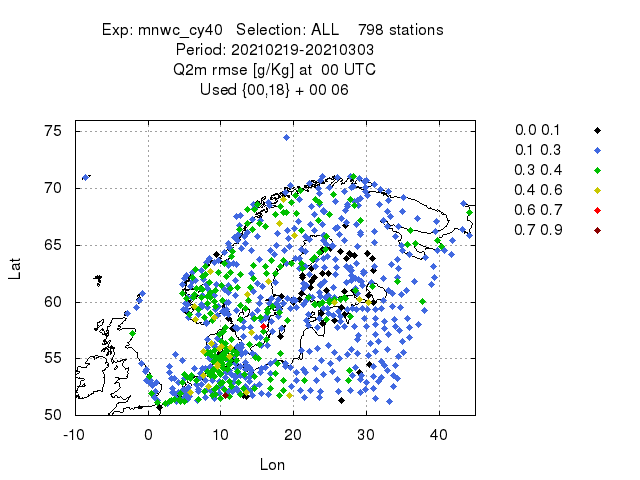 Exp: mnwc_cy40 Selection: ALL 798 stations
Period: 20210219-20210303
Q2m rmse [g/Kg] at 00 UTC
Used {00,18} + 00 06
0.0 0.1
0.1 0.3
0.3 0.4
0.4 0.6
0.6 0.7
0.7 0.9
75
70
65
60
55
50
Lat
-10 0 10 20 30 40
Lon